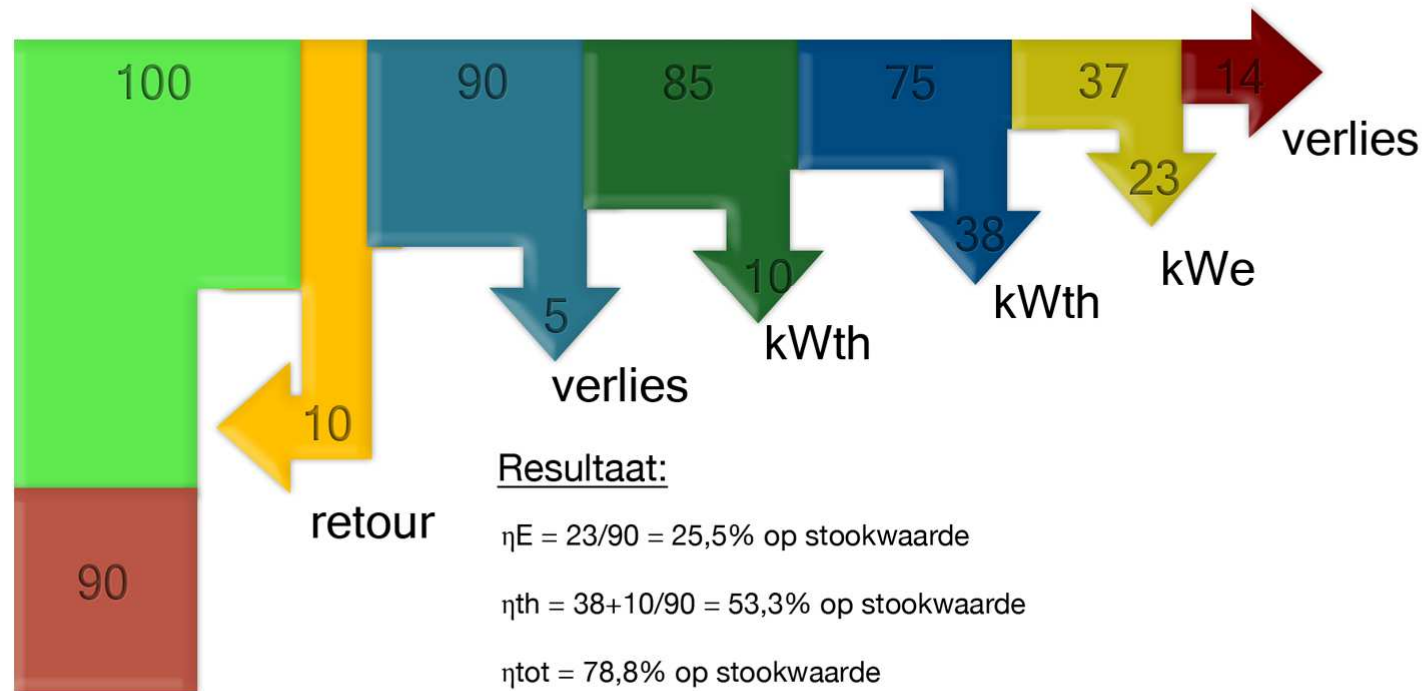 100
90
85
75
37
14
verlies
23
kWe
38
kWth
10
kWth
5
verlies
10
retour
90
Resultaat:
ηE = 23/90 = 25,5% op stookwaarde
ηth = 38+10/90 = 53,3% op stookwaarde
ηtot = 78,8% op stookwaarde